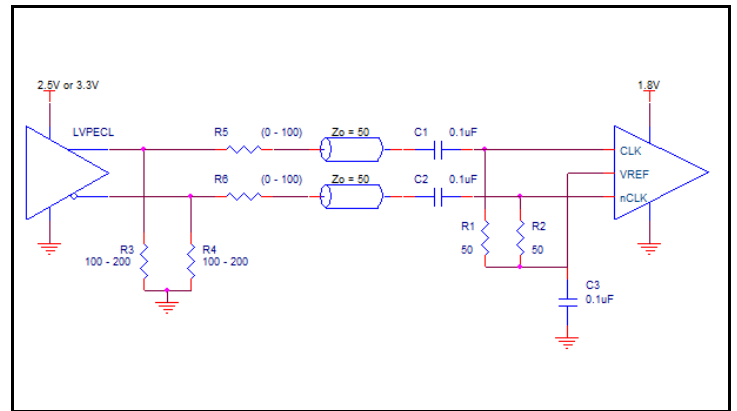 2.5V or 3.3V
1.8V
LVPECL
R5 (0 - 100) Zo = 50 C1 0.1uF
CLK
VREF
R6 (0 - 100) Zo = 50 C2 0.1uF
nCLK
R1 R2
50 50
R3 R4
100 - 200 100 - 200
C3
0.1uF